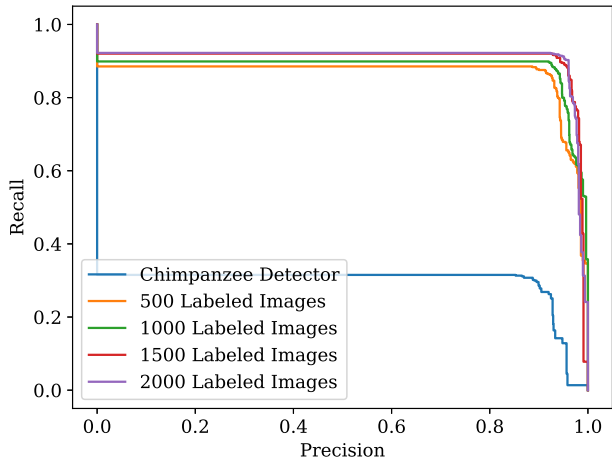 1.0
0.8
0.6
0.4
0.2
0.0
Recall
Chimpanzee Detector
500 Labeled Images
1000 Labeled Images
1500 Labeled Images
2000 Labeled Images
0.0 0.2 0.4 0.6 0.8 1.0
Precision